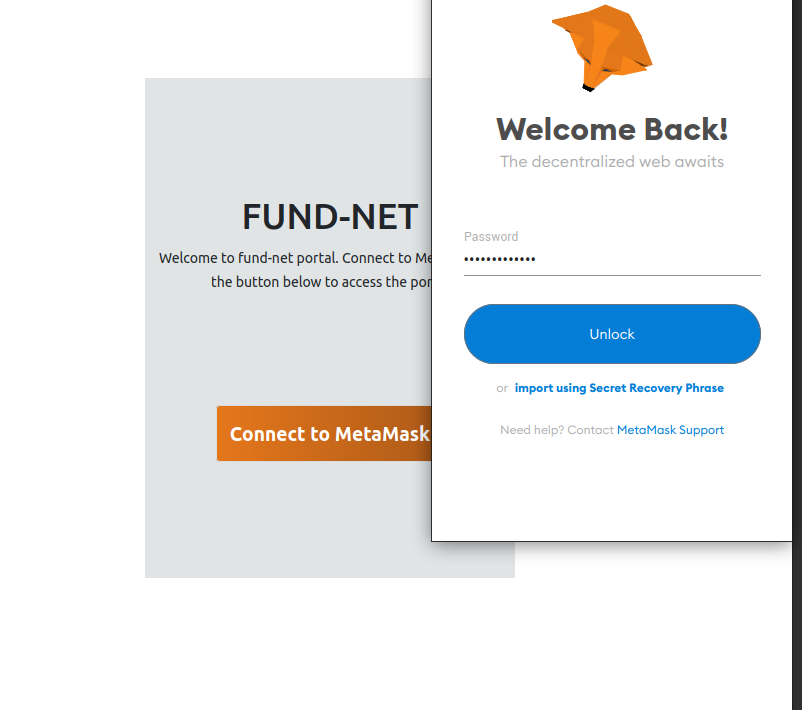 FUND-NET
Welcome to fund-net portal. Connect to Me
the button below to access the por
Connect to MetaMask
Welcome Back!
The decentralized web awaits
Password
•••••••••••••
Unlock
or import using Secret Recovery Phrase
Need help? Contact MetaMask Support